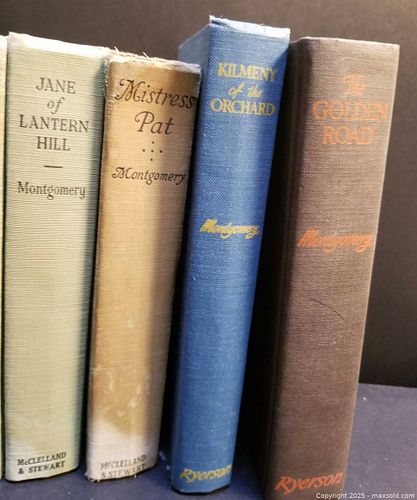 JANE
of
LANTERN
HILL
Montgomery
McCLELLAND
& STEWART
Mistress
Pat
Montgomery
McCLELLAND
& STEWART
KILMENY
of the
ORCHARD
Montgomery
Ryerson
The
GOLDEN
ROAD
Montgomery
Ryerson
Copyright 2025 - maxsold.com